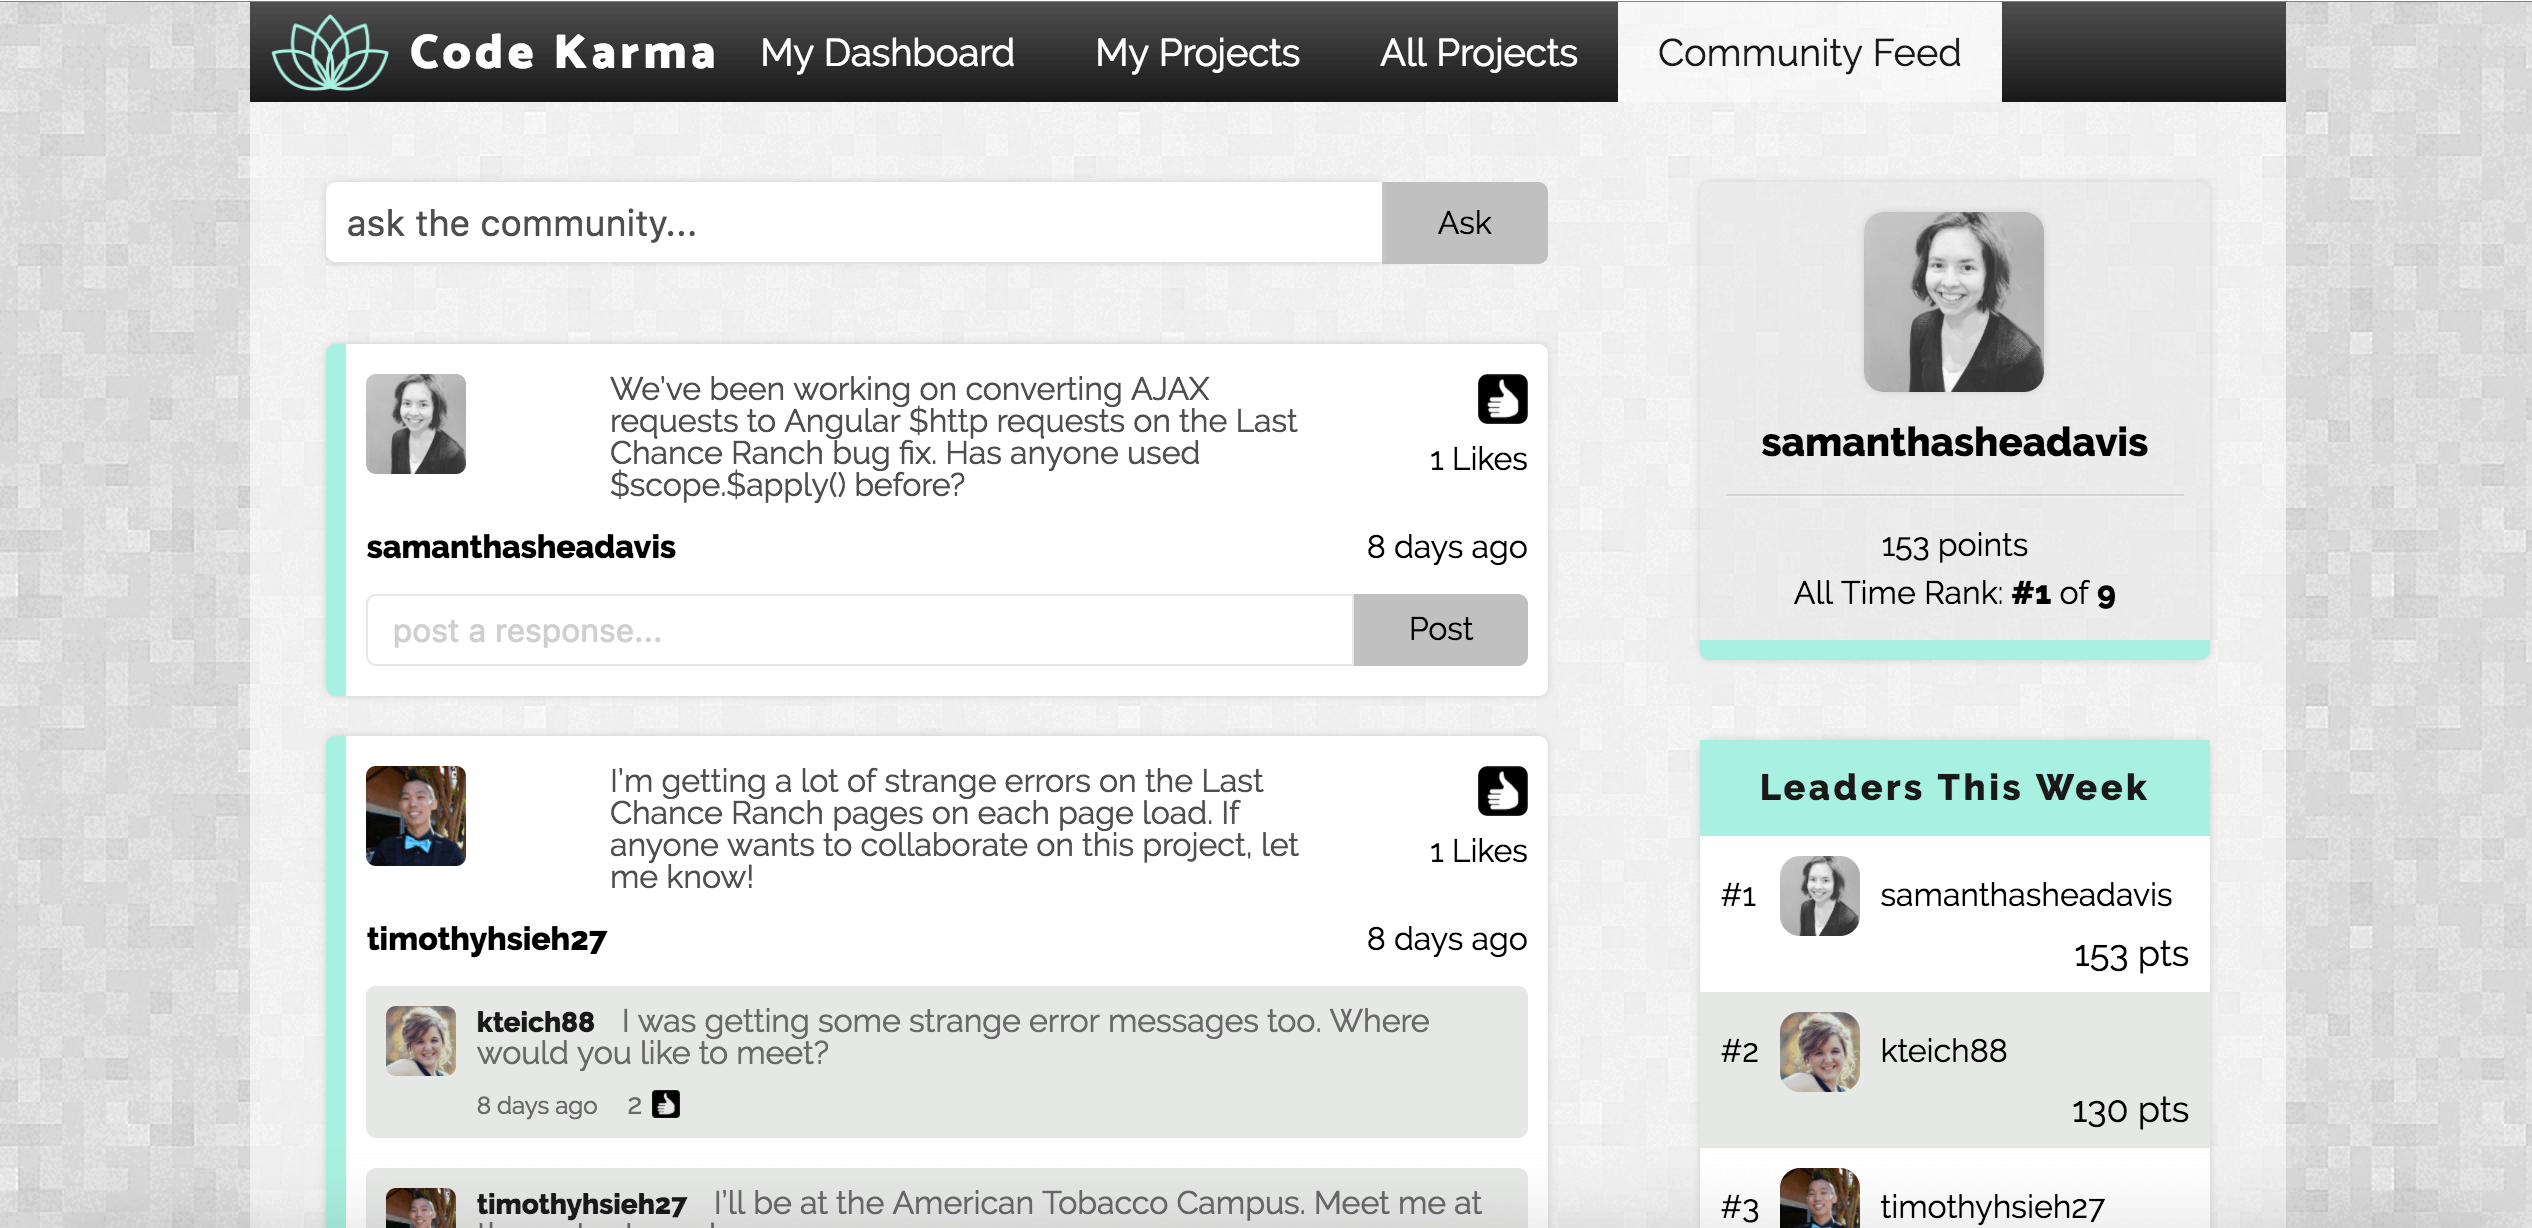 Code Karma
My Dashboard
My Projects
All Projects
Community Feed
ask the community...
Ask
We've been working on converting AJAX
requests to Angular $http requests on the Last
Chance Ranch bug fix. Has anyone used
$scope.$apply() before?
1 Likes
samanthasheadavis
8 days ago
post a response...
Post
I'm getting a lot of strange errors on the Last
Chance Ranch pages on each page load. If
anyone wants to collaborate on this project, let
me know!
1 Likes
timothyhsieh27
8 days ago
kteich88 I was getting some strange error messages too. Where
would you like to meet?
8 days ago 2
timothyhsieh27 I'll be at the American Tobacco Campus. Meet me at
samanthasheadavis
153 points
All Time Rank: #1 of 9
Leaders This Week
#1 samanthasheadavis
153 pts
#2 kteich88
130 pts
#3 timothyhsieh27